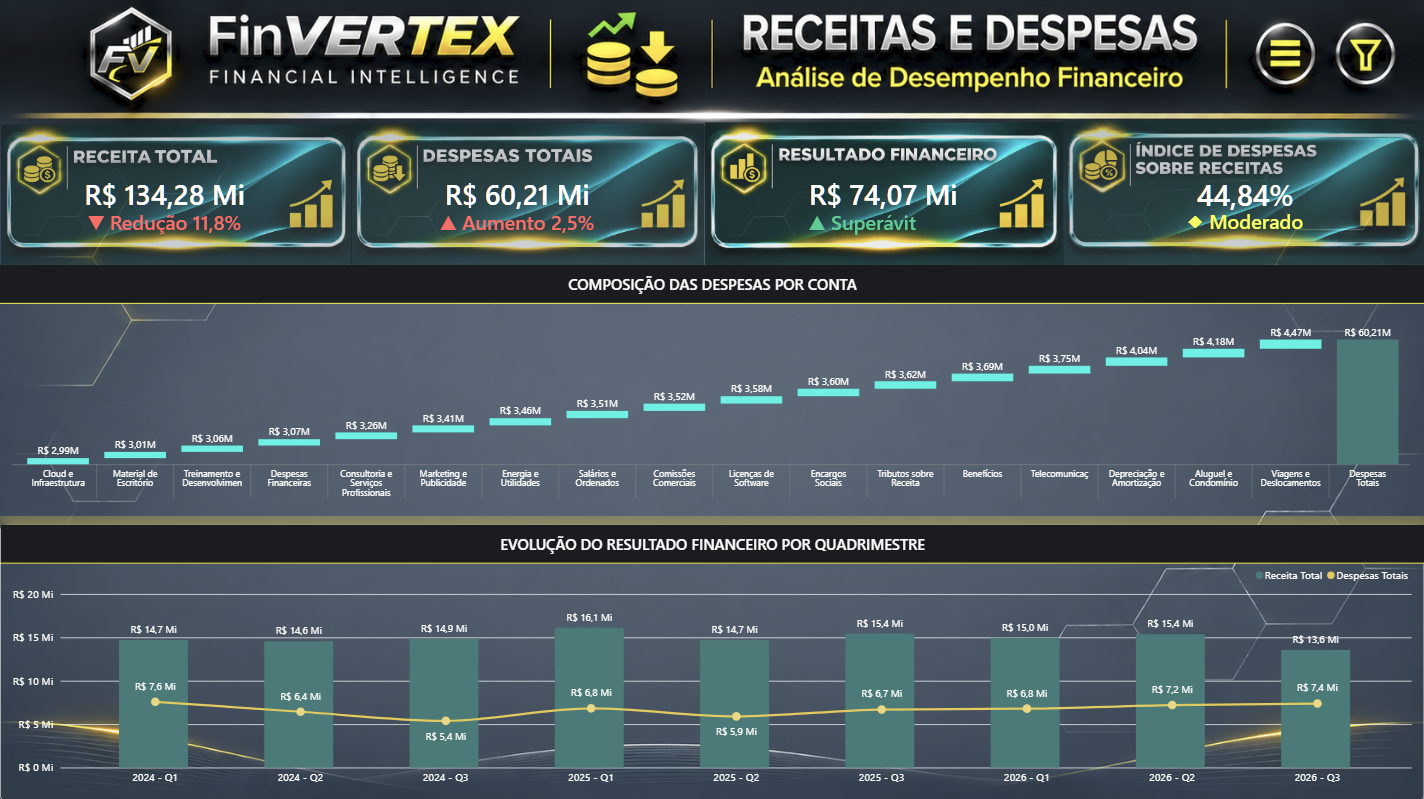 FV
FinVERTEX
FINANCIAL INTELLIGENCE
RECEITAS E DESPESAS
Análise de Desempenho Financeiro
RECEITA TOTAL
R$ 134,28 Mi
▼ Redução 11,8%
DESPESAS TOTAIS
R$ 60,21 Mi
▲ Aumento 2,5%
RESULTADO FINANCEIRO
R$ 74,07 Mi
▲ Superávit
ÍNDICE DE DESPESAS
SOBRE RECEITAS
44,84%
◆ Moderado
COMPOSIÇÃO DAS DESPESAS POR CONTA
R$ 2,99M
R$ 3,01M
R$ 3,06M
R$ 3,07M
R$ 3,26M
R$ 3,41M
R$ 3,46M
R$ 3,51M
R$ 3,52M
R$ 3,58M
R$ 3,60M
R$ 3,62M
R$ 3,69M
R$ 3,75M
R$ 4,04M
R$ 4,18M
R$ 4,47M
R$ 60,21M
Cloud e
Infraestrutura
Material de
Escritório
Treinamento e
Desenvolvimen
Despesas
Financeiras
Consultoria e
Serviços
Profissionais
Marketing e
Publicidade
Energia e
Utilidades
Salários e
Ordenados
Comissões
Comerciais
Licenças de
Software
Encargos
Sociais
Tributos sobre
Receita
Benefícios
Telecomunicaç
Depreciação e
Amortização
Aluguel e
Condomínio
Viagens e
Deslocamentos
Despesas
Totais
EVOLUÇÃO DO RESULTADO FINANCEIRO POR QUADRIMESTRE
Receita Total
Despesas Totais
R$ 20 Mi
R$ 15 Mi
R$ 10 Mi
R$ 5 Mi
R$ 0 Mi
R$ 14,7 Mi
R$ 14,6 Mi
R$ 14,9 Mi
R$ 16,1 Mi
R$ 14,7 Mi
R$ 15,4 Mi
R$ 15,0 Mi
R$ 15,4 Mi
R$ 13,6 Mi
R$ 7,6 Mi
R$ 6,4 Mi
R$ 5,4 Mi
R$ 6,8 Mi
R$ 5,9 Mi
R$ 6,7 Mi
R$ 6,8 Mi
R$ 7,2 Mi
R$ 7,4 Mi
2024 - Q1
2024 - Q2
2024 - Q3
2025 - Q1
2025 - Q2
2025 - Q3
2026 - Q1
2026 - Q2
2026 - Q3